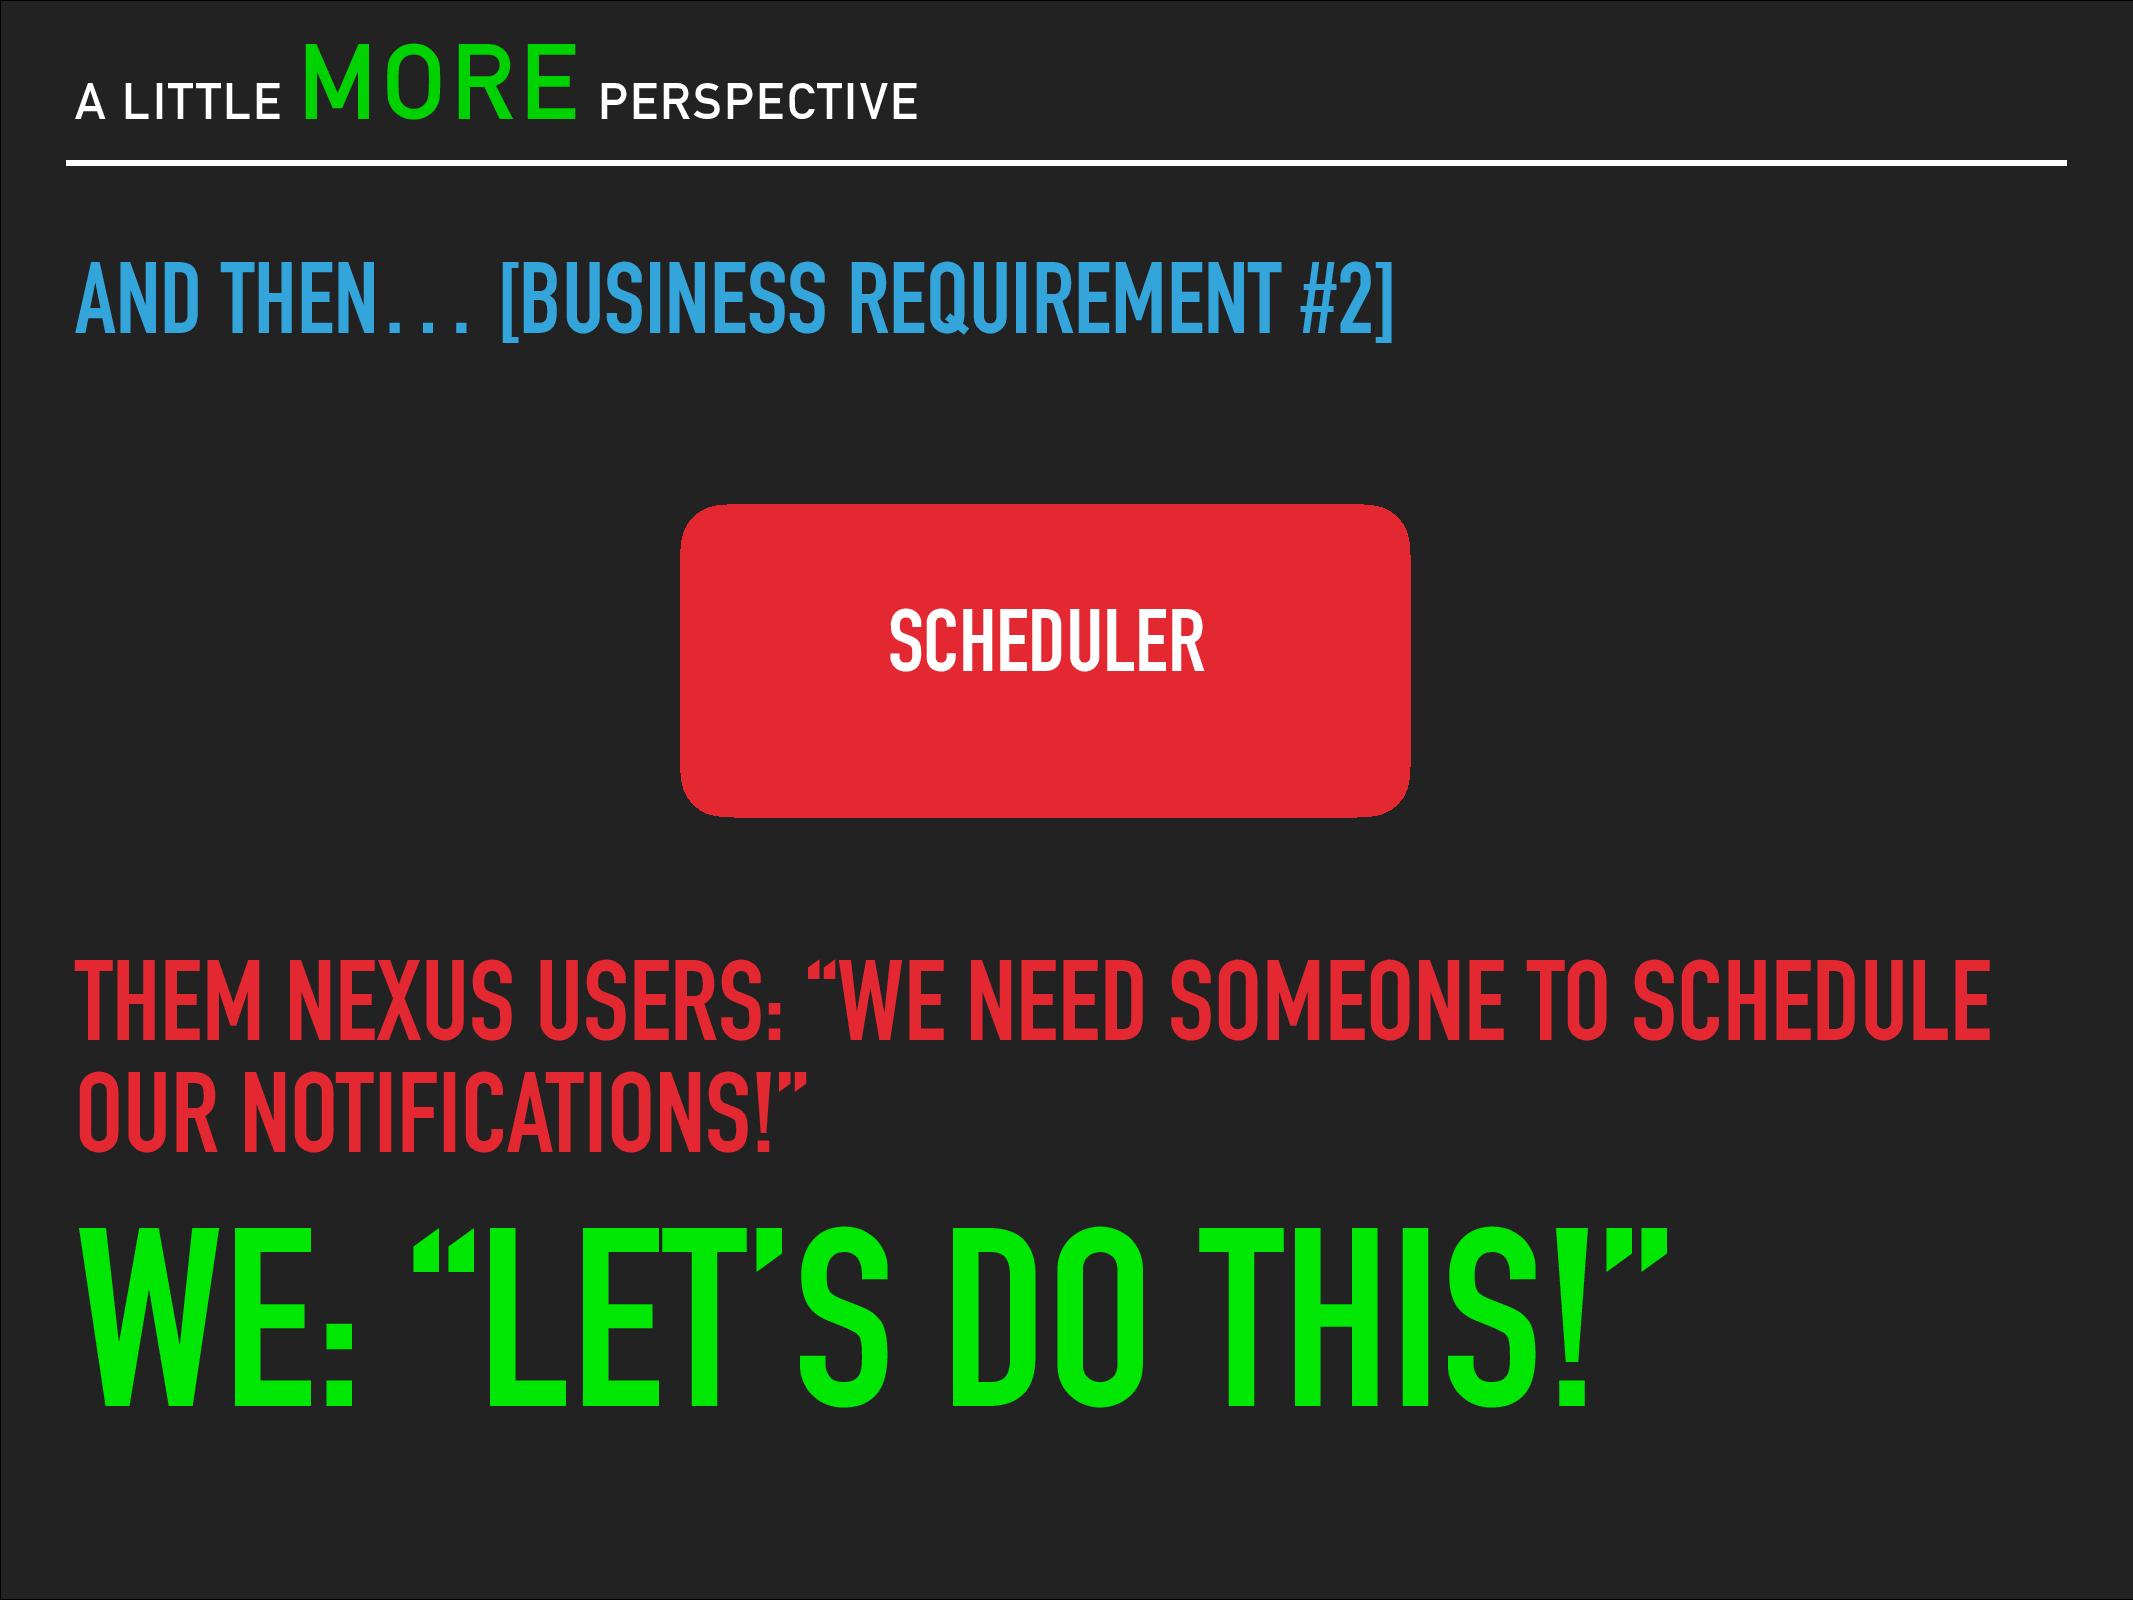 A LITTLE MORE PERSPECTIVE
AND THEN... [BUSINESS REQUIREMENT #2]
SCHEDULER
THEM NEXUS USERS: “WE NEED SOMEONE TO SCHEDULE
OUR NOTIFICATIONS!”
WE: “LET’S DO THIS!”